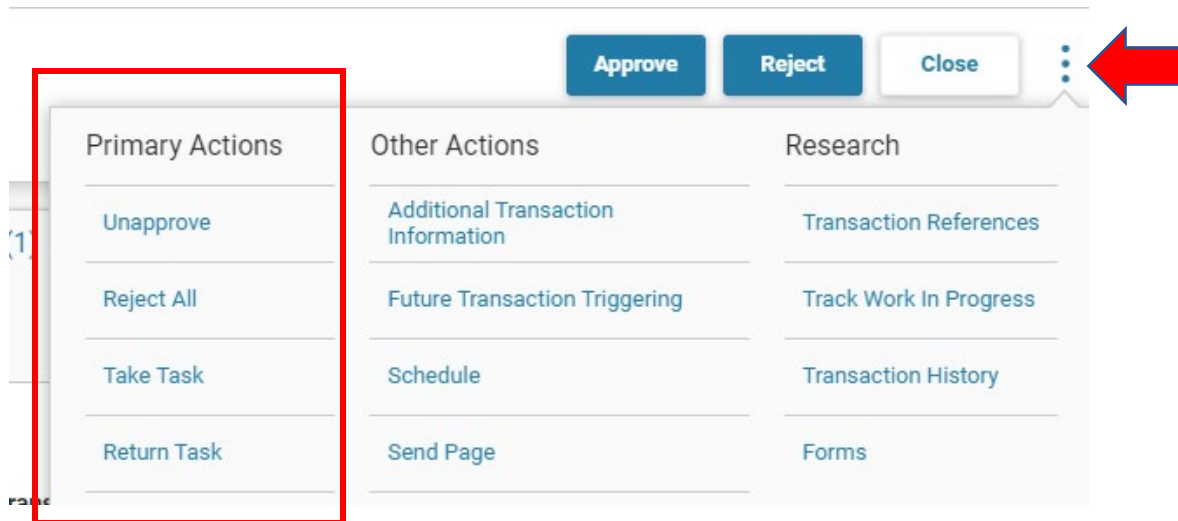 Approve Reject Close
Primary Actions Other Actions Research
Unapprove Additional Transaction Information Transaction References
(1)
Reject All Future Transaction Triggering Track Work In Progress
Take Task Schedule Transaction History
Return Task Send Page Forms